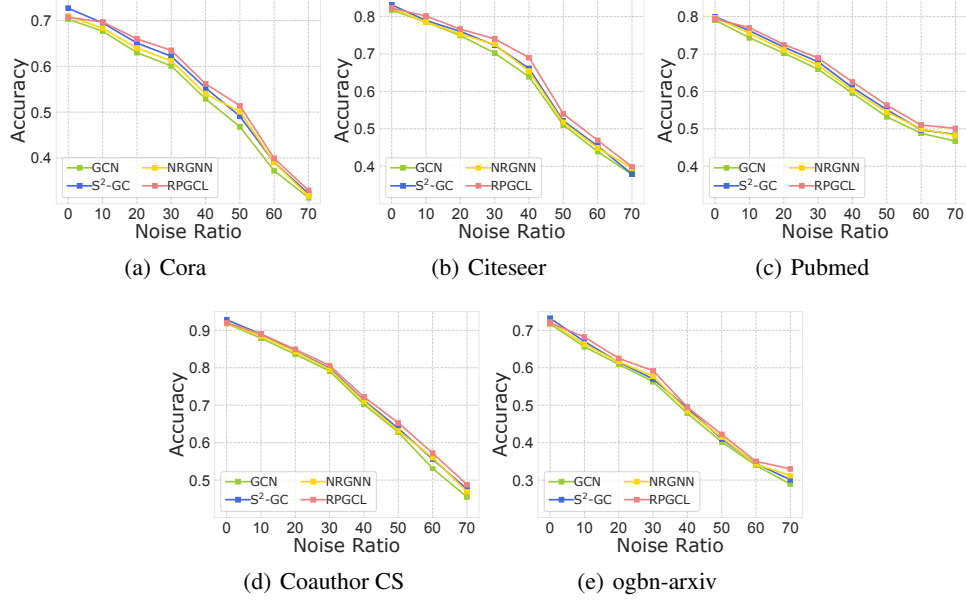 0.7
0.6
0.5
0.4
Accuracy
GCN NRGNN
S²-GC RPGCL
0 10 20 30 40 50 60 70
Noise Ratio
(a) Cora
0.8
0.7
0.6
0.5
0.4
Accuracy
GCN NRGNN
S²-GC RPGCL
0 10 20 30 40 50 60 70
Noise Ratio
(b) Citeseer
0.8
0.7
0.6
0.5
0.4
Accuracy
GCN NRGNN
S²-GC RPGCL
0 10 20 30 40 50 60 70
Noise Ratio
(c) Pubmed
0.9
0.8
0.7
0.6
0.5
Accuracy
GCN NRGNN
S²-GC RPGCL
0 10 20 30 40 50 60 70
Noise Ratio
(d) Coauthor CS
0.7
0.6
0.5
0.4
0.3
Accuracy
GCN NRGNN
S²-GC RPGCL
0 10 20 30 40 50 60 70
Noise Ratio
(e) ogbn-arxiv